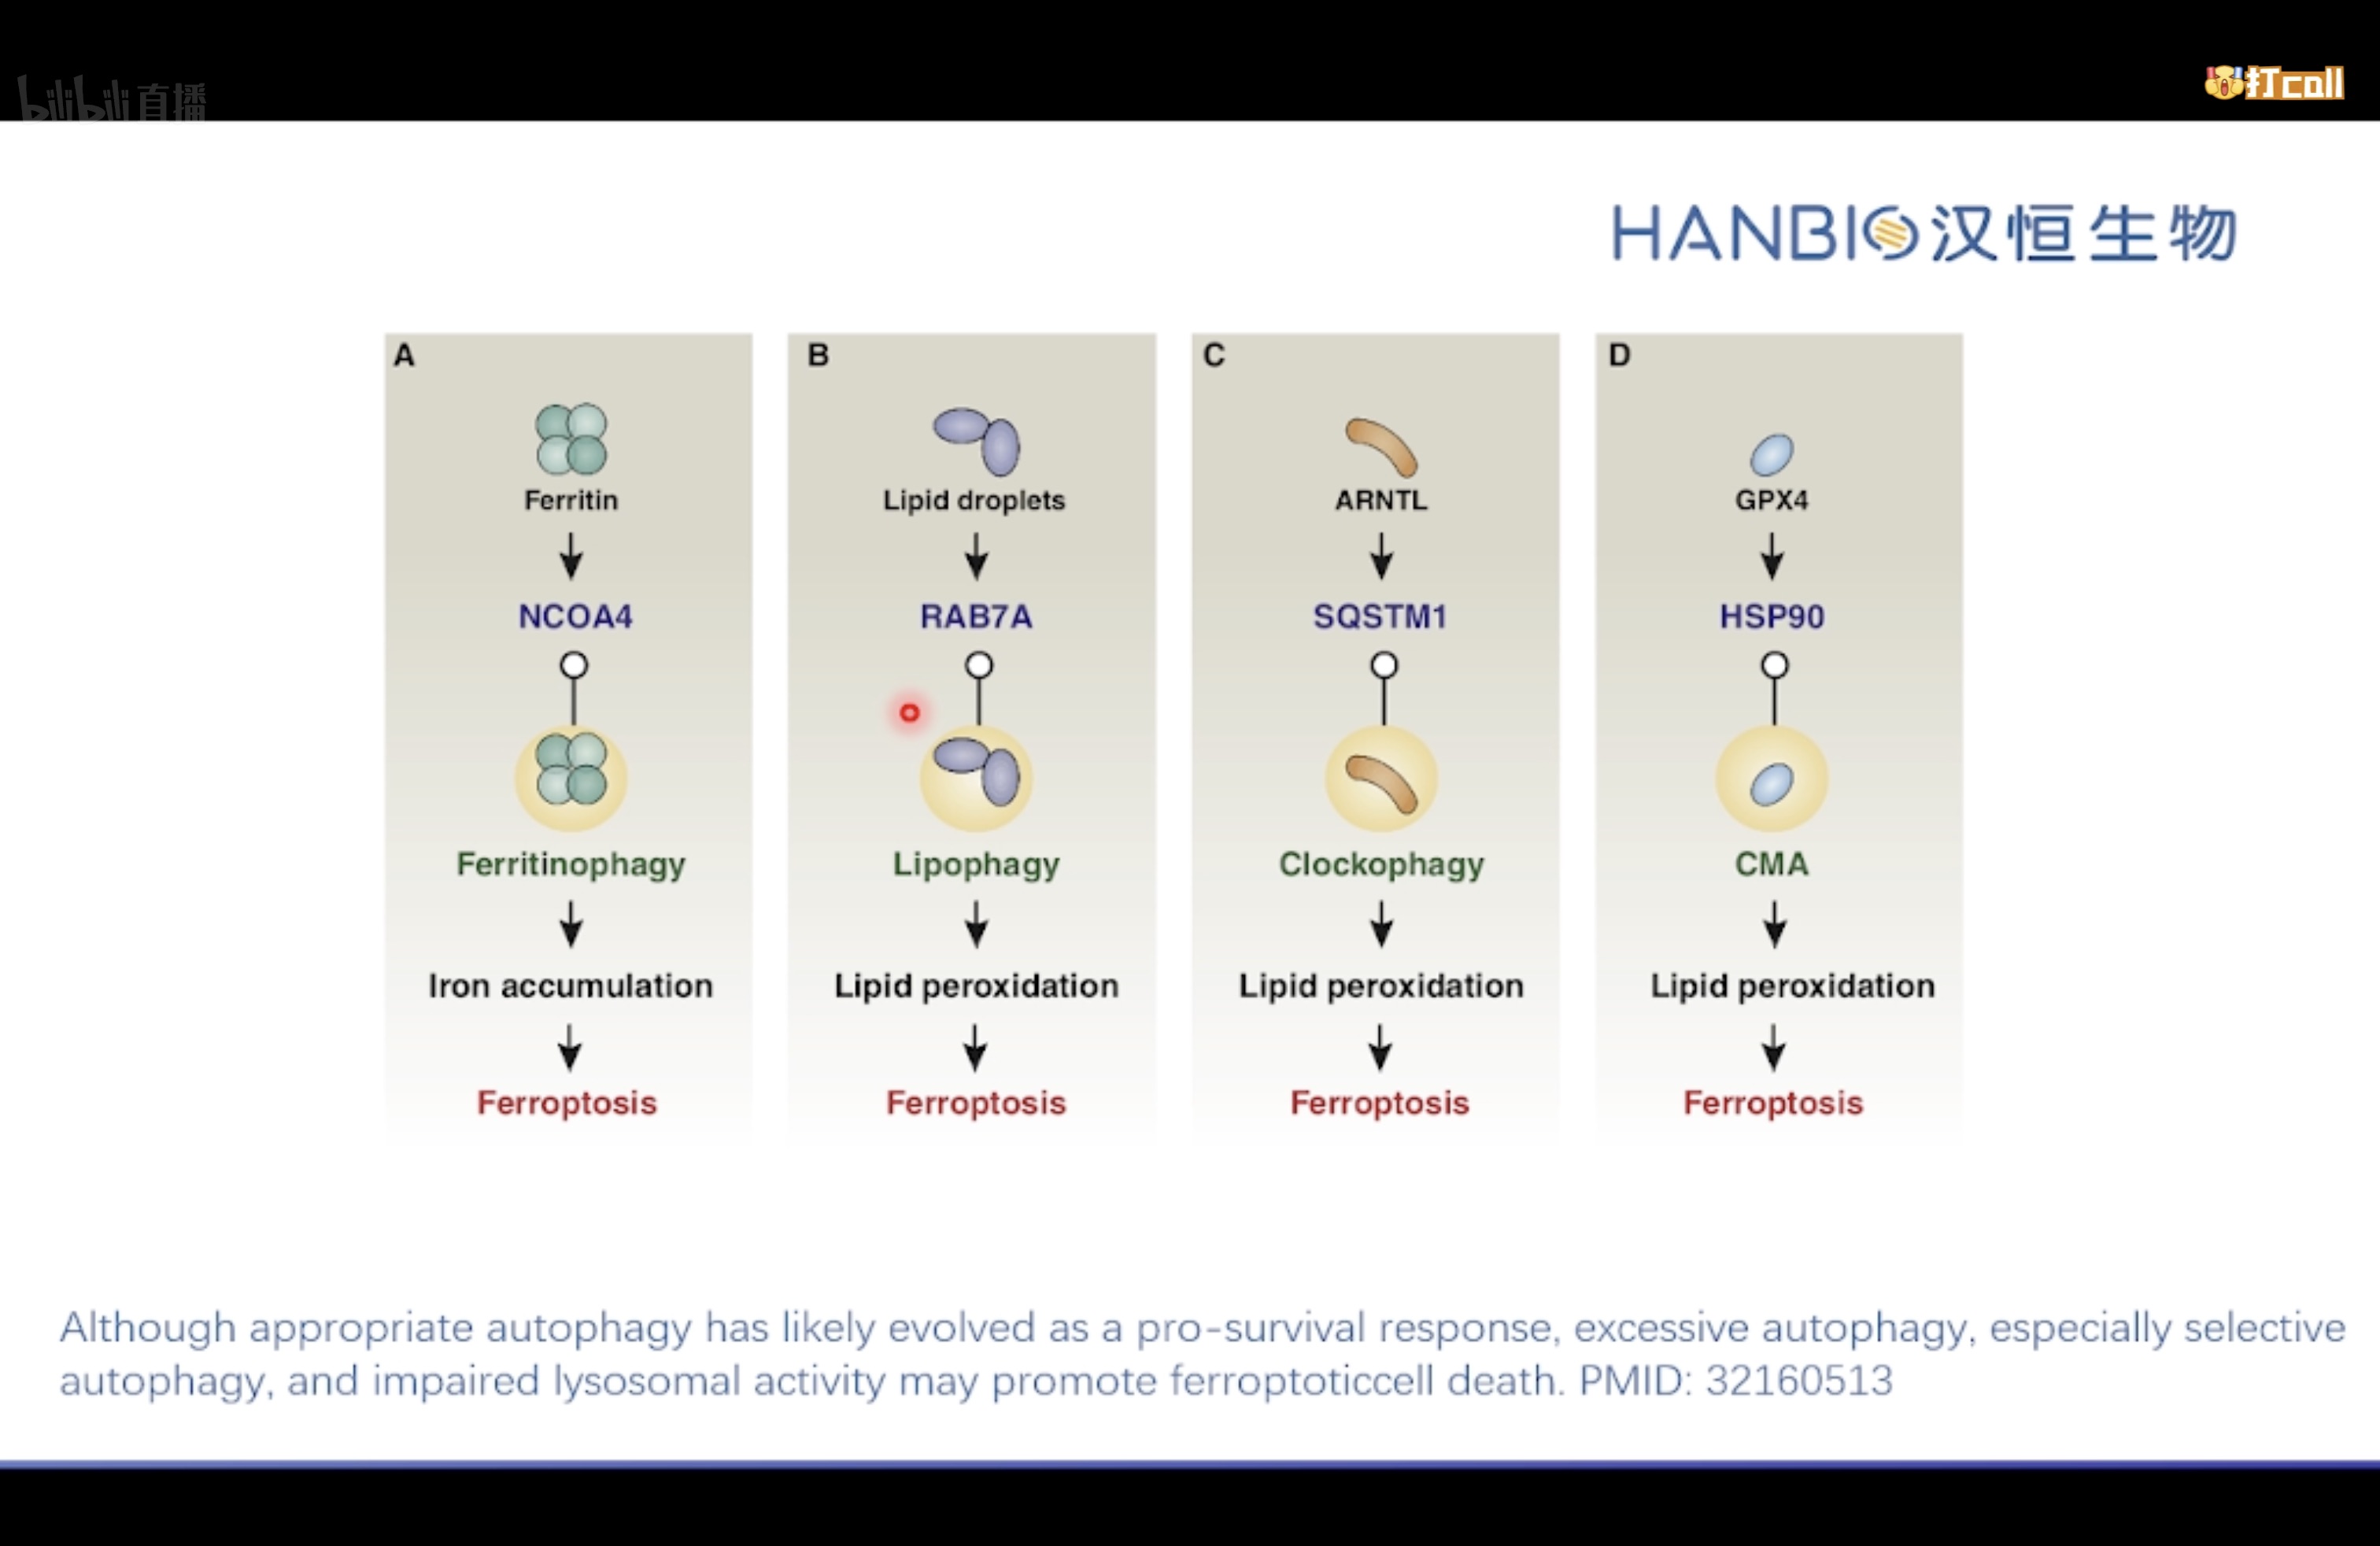 bilibili 直播
打call
HANBIO 汉恒生物
A
Ferritin
NCOA4
Ferritinophagy
Iron accumulation
Ferroptosis
B
Lipid droplets
RAB7A
Lipophagy
Lipid peroxidation
Ferroptosis
C
ARNTL
SQSTM1
Clockophagy
Lipid peroxidation
Ferroptosis
D
GPX4
HSP90
CMA
Lipid peroxidation
Ferroptosis
Although appropriate autophagy has likely evolved as a pro-survival response, excessive autophagy, especially selective
autophagy, and impaired lysosomal activity may promote ferroptoticcell death. PMID: 32160513